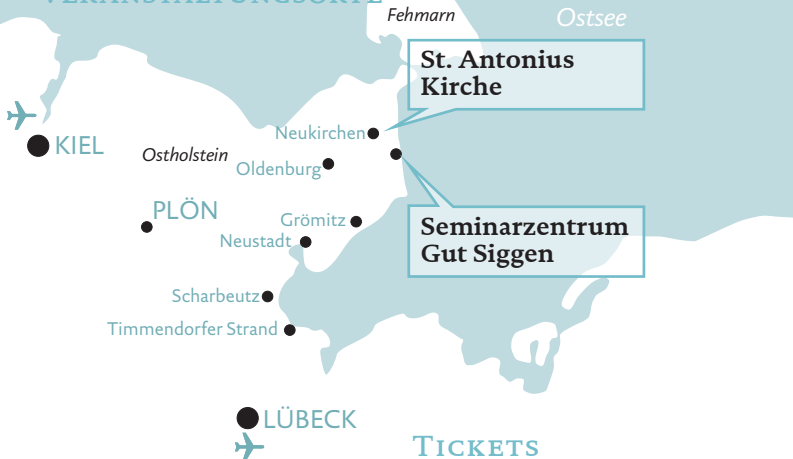 VERANSTALTUNGSORTE
Fehmarn
Ostsee
St. Antonius
Kirche
Neukirchen
KIEL
Ostholstein
Oldenburg
PLÖN
Grömitz
Seminarzentrum
Gut Siggen
Neustadt
Scharbeutz
Timmendorfer Strand
LÜBECK
TICKETS